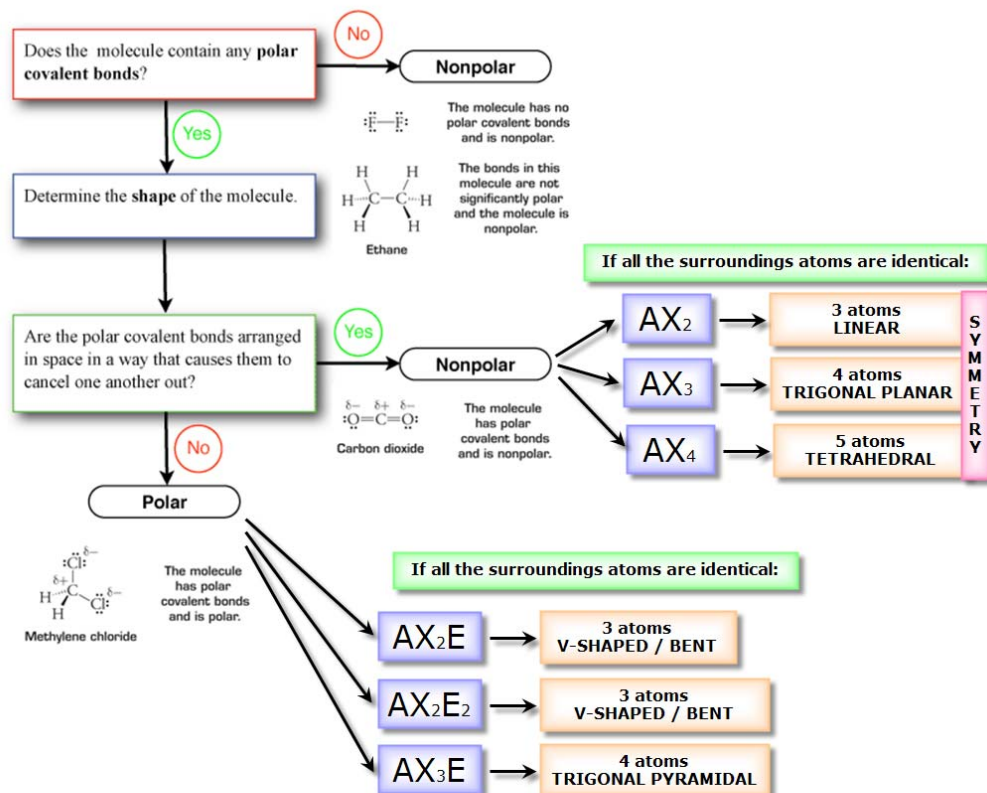 Does the molecule contain any polar
covalent bonds?
No
Nonpolar
:F̈—F̈:
The molecule has no
polar covalent bonds
and is nonpolar.
Yes
Determine the shape of the molecule.
H H
H C—C H
H H
Ethane
The bonds in this
molecule are not
significantly polar
and the molecule is
nonpolar.
Are the polar covalent bonds arranged
in space in a way that causes them to
cancel one another out?
Yes
Nonpolar
δ− δ+ δ−
:Ö=C=Ö:
Carbon dioxide
The molecule
has polar
covalent bonds
and is nonpolar.
If all the surroundings atoms are identical:
AX₂
3 atoms
LINEAR
AX₃
4 atoms
TRIGONAL PLANAR
AX₄
5 atoms
TETRAHEDRAL
SYMMETRY
No
Polar
:Cl: δ−
δ+
H C Cl: δ−
H
Methylene chloride
The molecule
has polar
covalent bonds
and is polar.
If all the surroundings atoms are identical:
AX₂E
3 atoms
V-SHAPED / BENT
AX₂E₂
3 atoms
V-SHAPED / BENT
AX₃E
4 atoms
TRIGONAL PYRAMIDAL